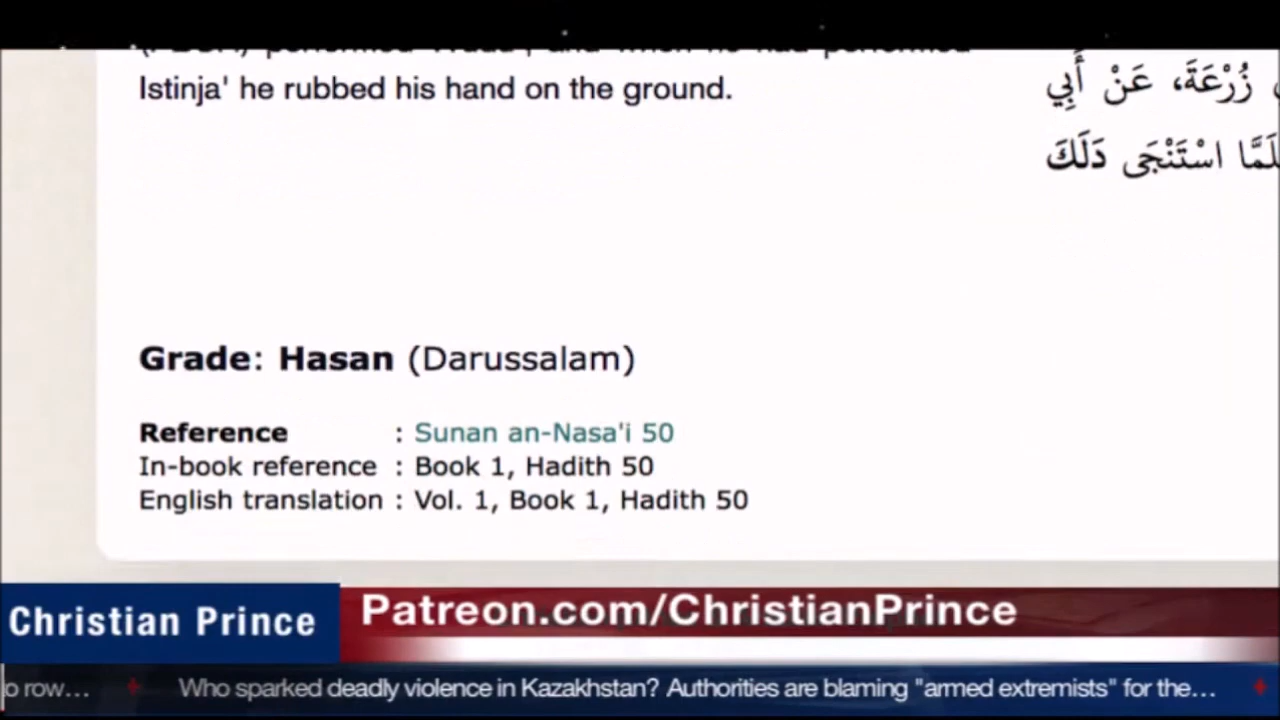 Istinja' he rubbed his hand on the ground.
زُرْعَةَ، عَنْ أَبِي
اسْتَنْجَى دَلَكَ
Grade: Hasan (Darussalam)
Reference : Sunan an-Nasa'i 50
In-book reference : Book 1, Hadith 50
English translation : Vol. 1, Book 1, Hadith 50
Christian Prince
Patreon.com/ChristianPrince
o row... Who sparked deadly violence in Kazakhstan? Authorities are blaming "armed extremists" for the...